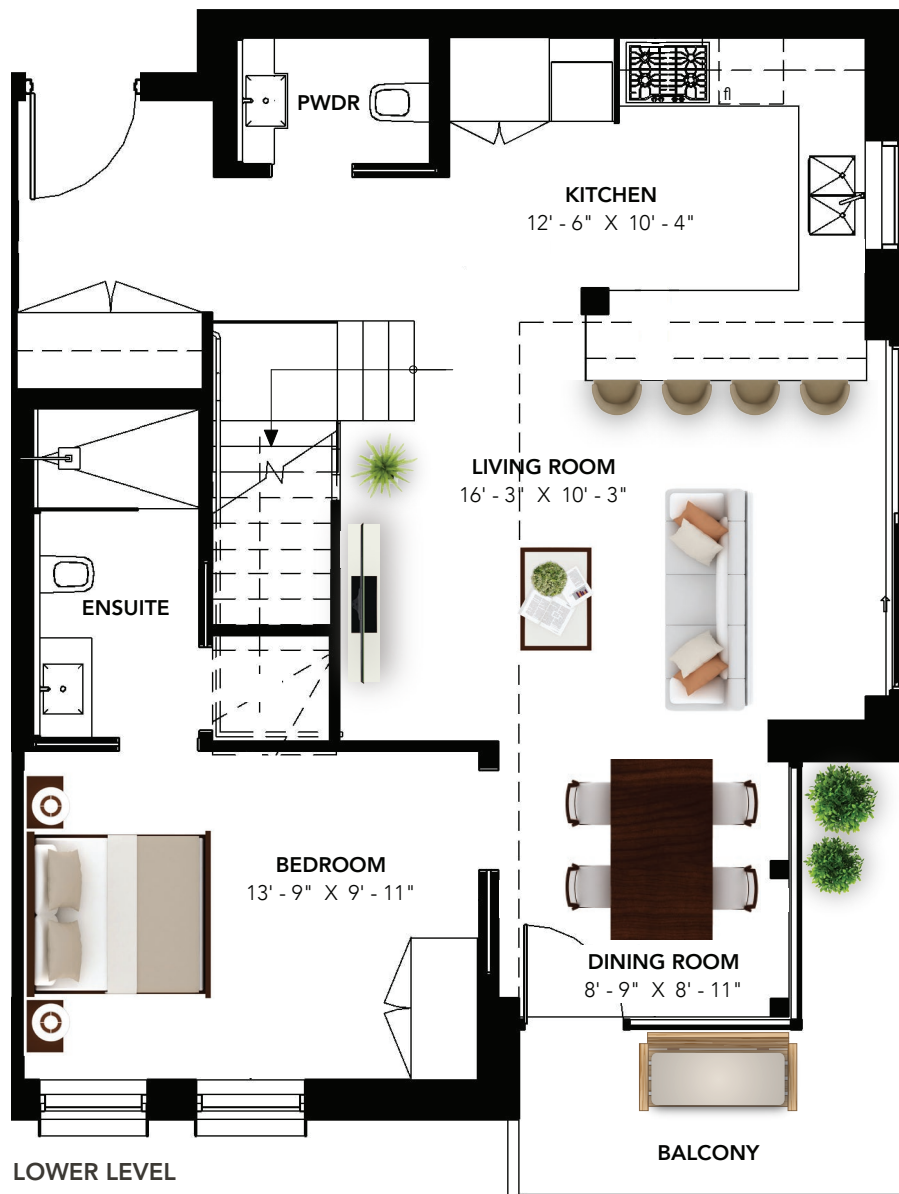 PWDR
KITCHEN
12' - 6" X 10' - 4"
LIVING ROOM
16' - 3" X 10' - 3"
ENSUITE
BEDROOM
13' - 9" X 9' - 11"
DINING ROOM
8' - 9" X 8' - 11"
BALCONY
LOWER LEVEL